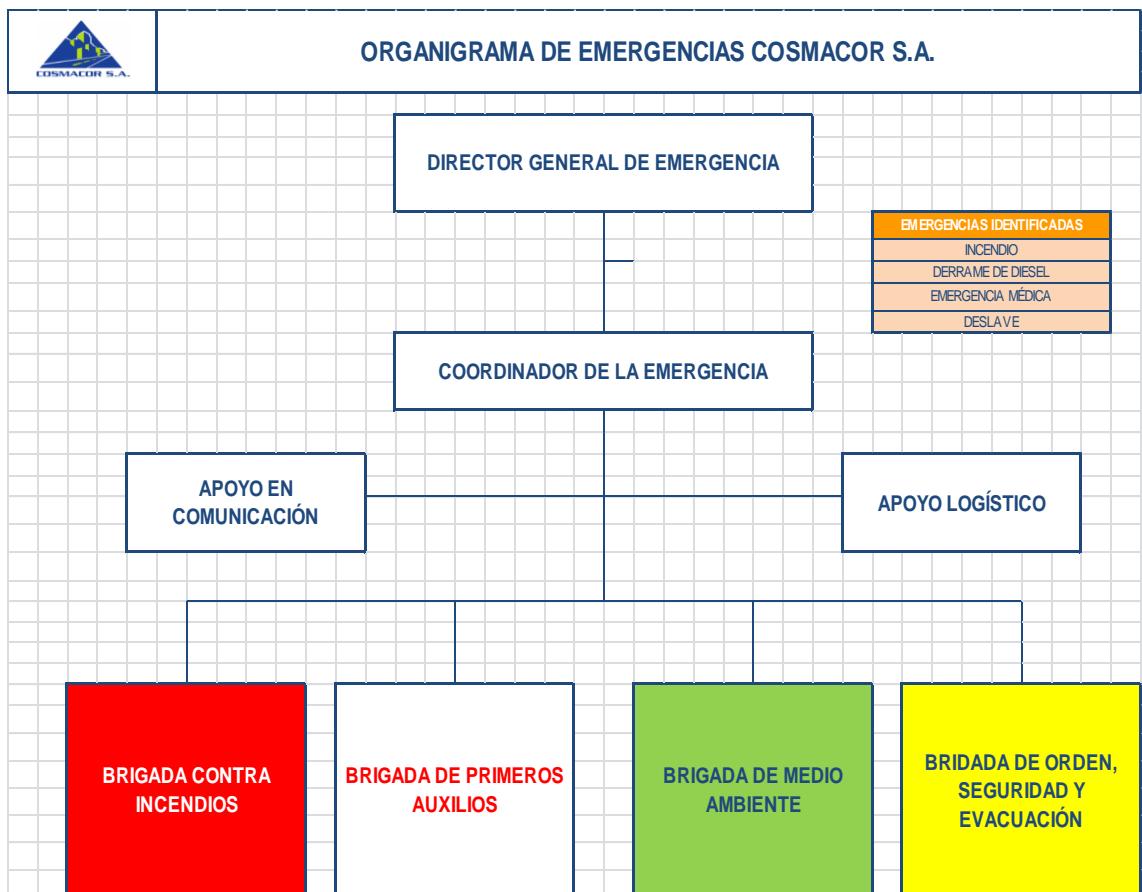 COSMACOR S.A.
ORGANIGRAMA DE EMERGENCIAS COSMACOR S.A.
DIRECTOR GENERAL DE EMERGENCIA
EMERGENCIAS IDENTIFICADAS
INCENDIO
DERRAME DE DIESEL
EMERGENCIA MÉDICA
DESLAVE
COORDINADOR DE LA EMERGENCIA
APOYO EN
COMUNICACIÓN
APOYO LOGÍSTICO
BRIGADA CONTRA
INCENDIOS
BRIGADA DE PRIMEROS
AUXILIOS
BRIGADA DE MEDIO
AMBIENTE
BRIDADA DE ORDEN,
SEGURIDAD Y
EVACUACIÓN